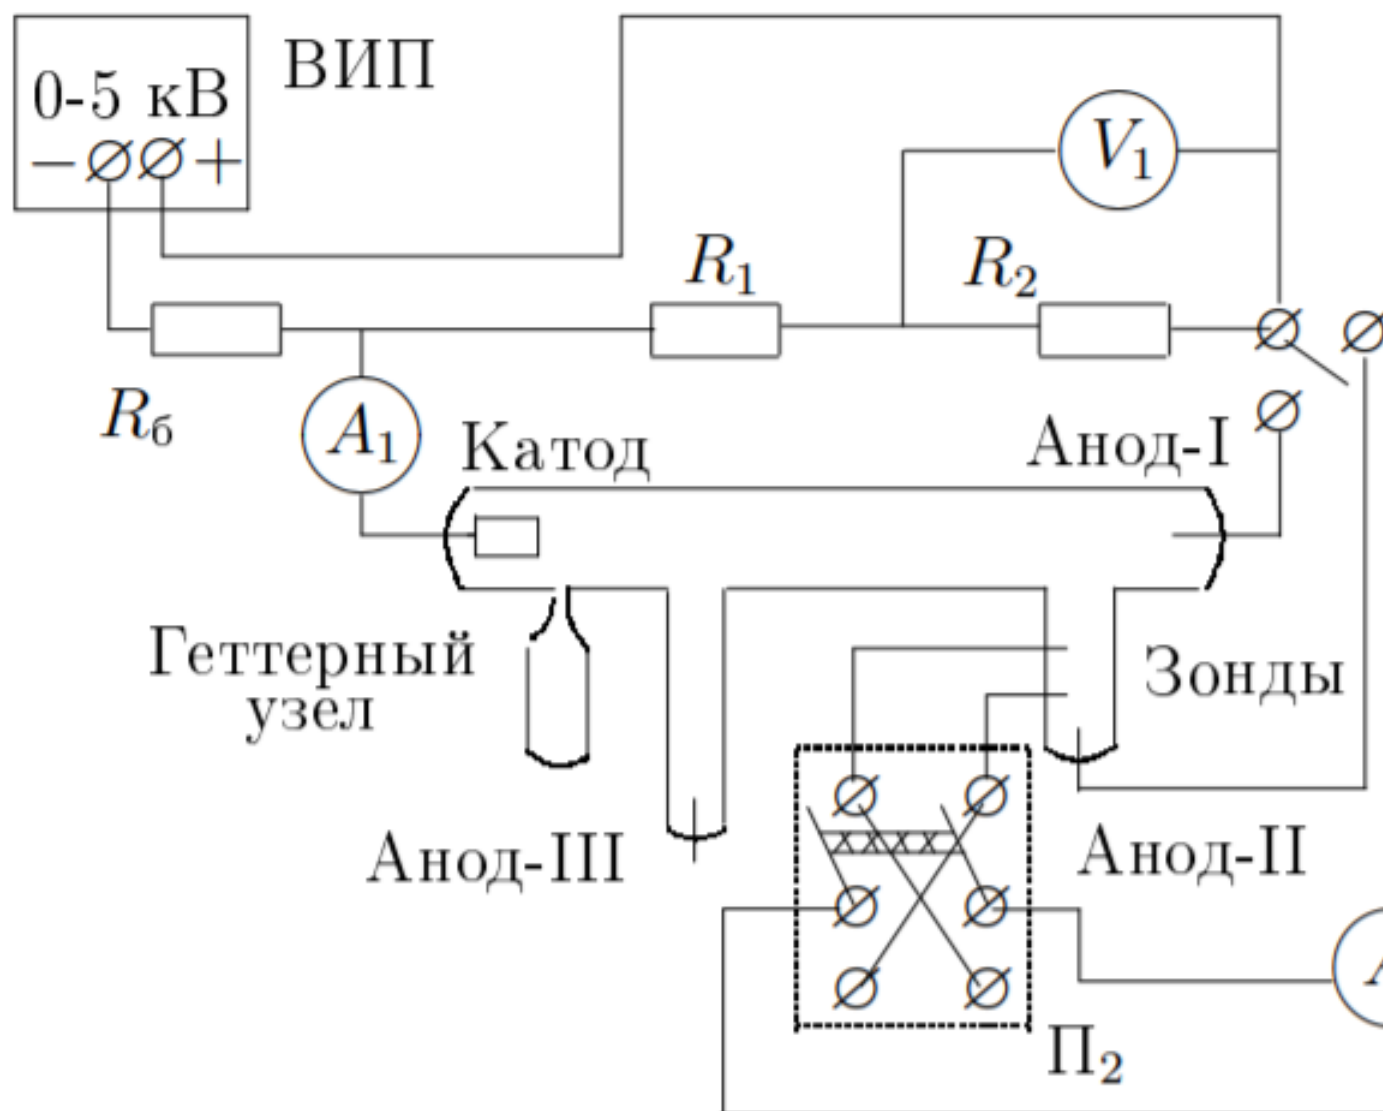 ВИП
0-5 кВ
− +
V₁
R₁
R₂
Rб
A₁
Катод
Анод-I
Геттерный
узел
Зонды
Анод-III
Анод-II
П₂